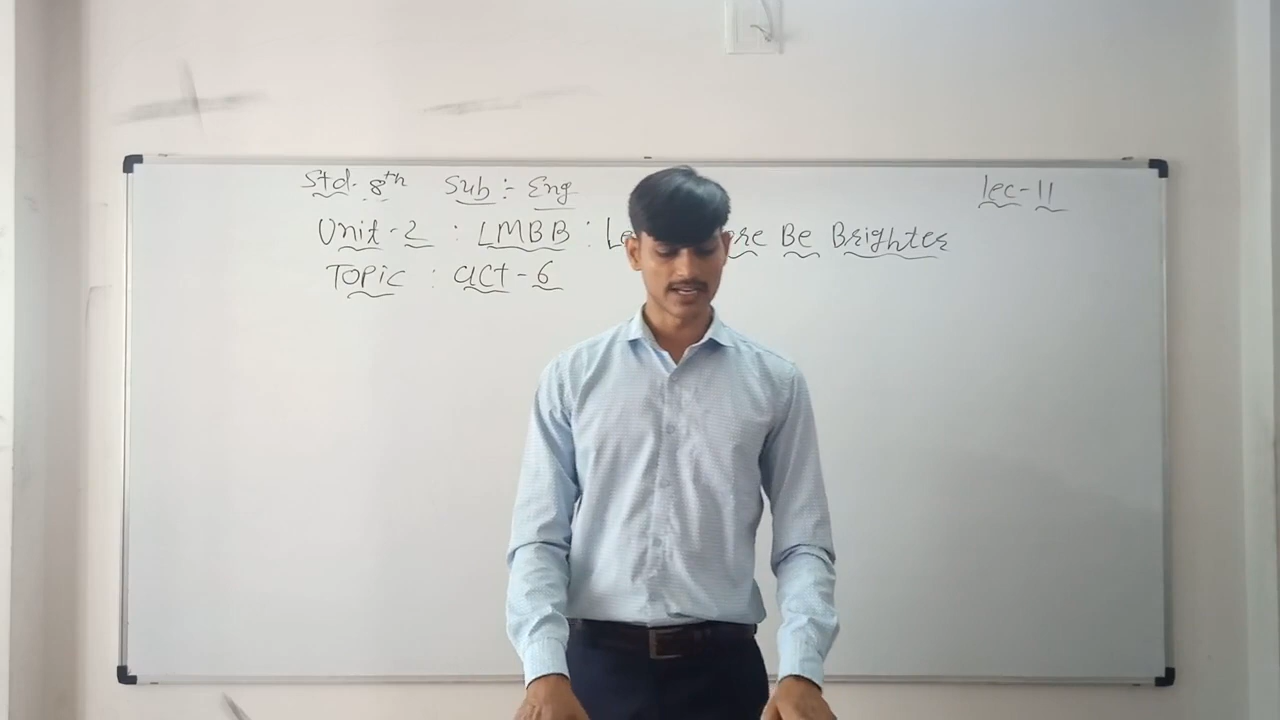 Std. 8th Sub :- Eng
lec-11
Unit-2 : LMBB : Be Brighter
Topic : act-6